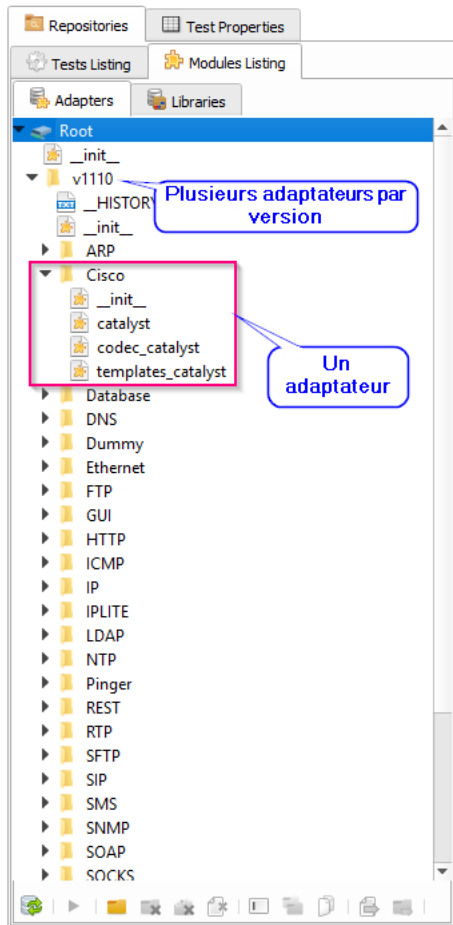 Repositories Test Properties
Tests Listing Modules Listing
Adapters Libraries
Root
__init__
v1110
Plusieurs adaptateurs par
version
__HISTORY
__init__
ARP
Cisco
__init__
catalyst
Un
adaptateur
codec_catalyst
templates_catalyst
Database
DNS
Dummy
Ethernet
FTP
GUI
HTTP
ICMP
IP
IPLITE
LDAP
NTP
Pinger
REST
RTP
SFTP
SIP
SMS
SNMP
SOAP
SOCKS